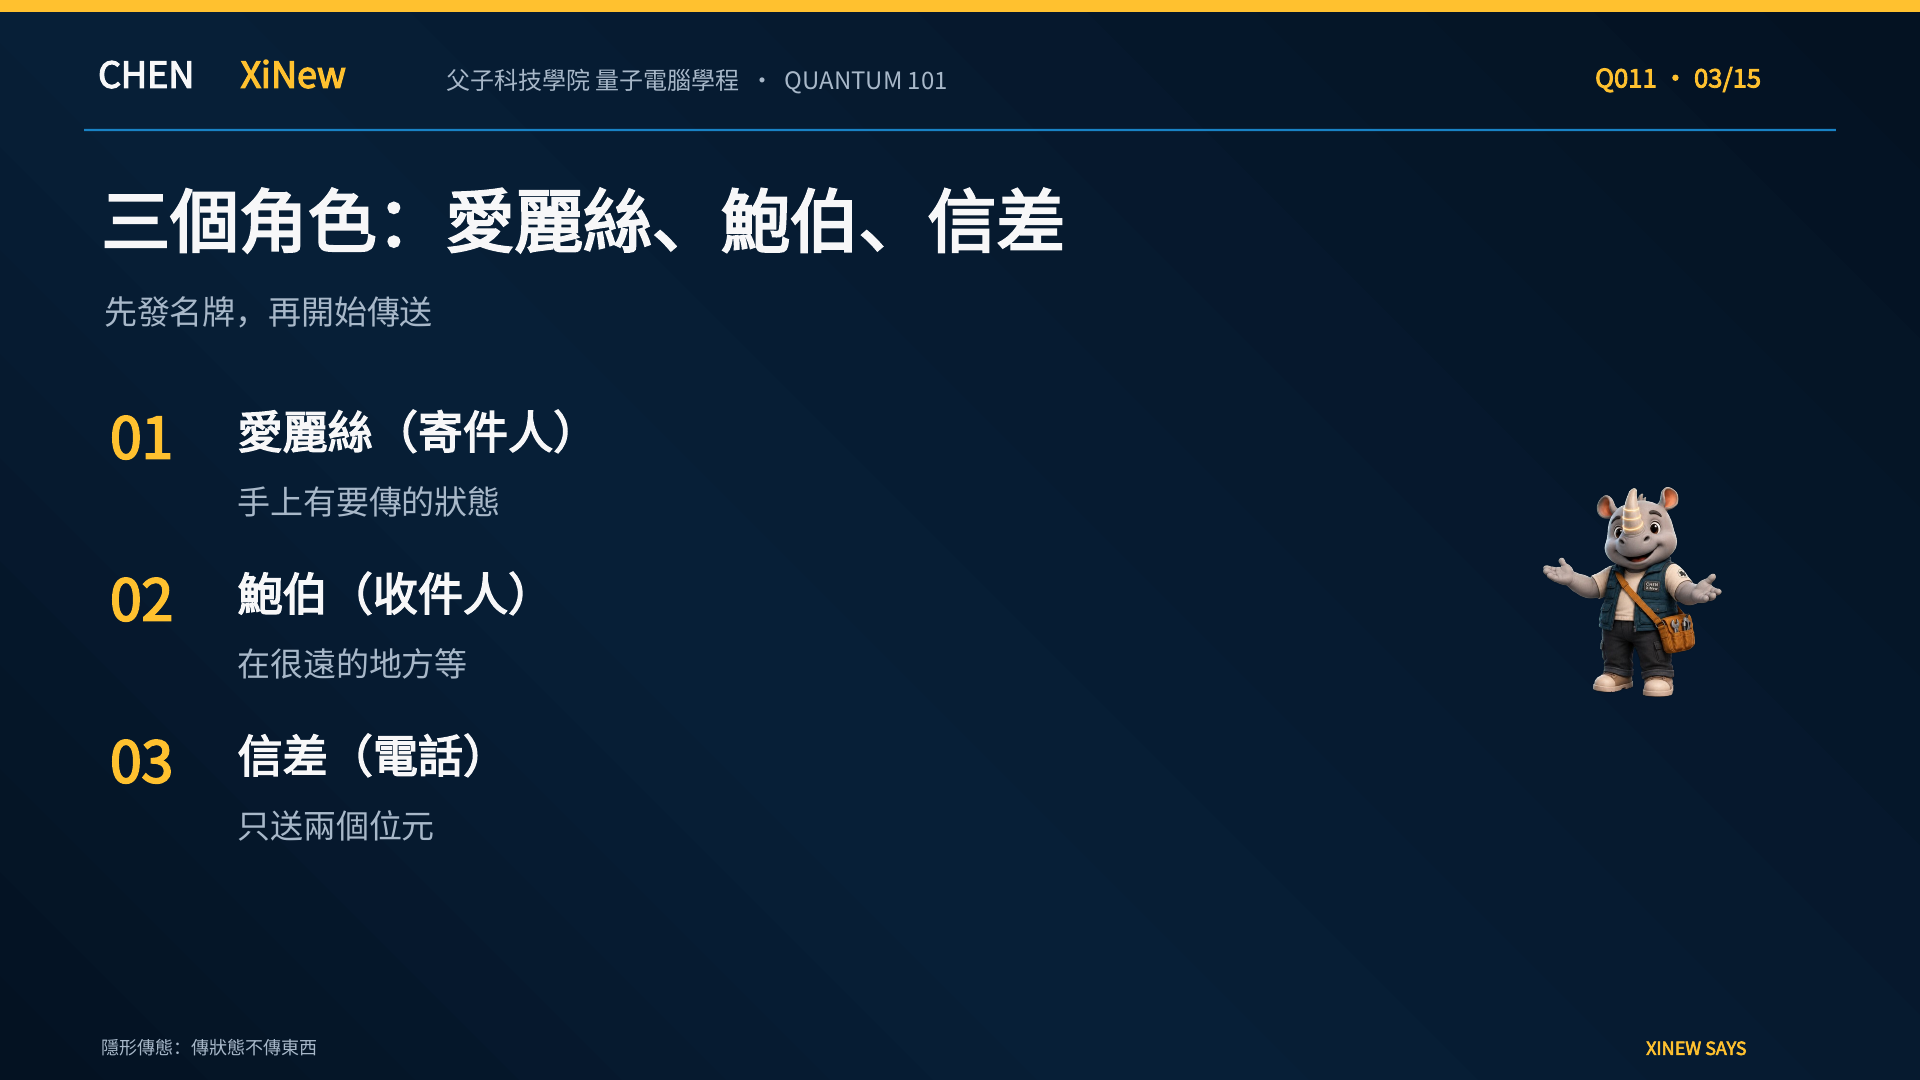 CHEN XiNew 父子科技學院 量子電腦學程 • QUANTUM 101 Q011 • 03/15
三個角色：愛麗絲、鮑伯、信差
先發名牌，再開始傳送
01 愛麗絲（寄件人）
手上有要傳的狀態
02 鮑伯（收件人）
在很遠的地方等
03 信差（電話）
只送兩個位元
隱形傳態：傳狀態不傳東西
XINEW SAYS